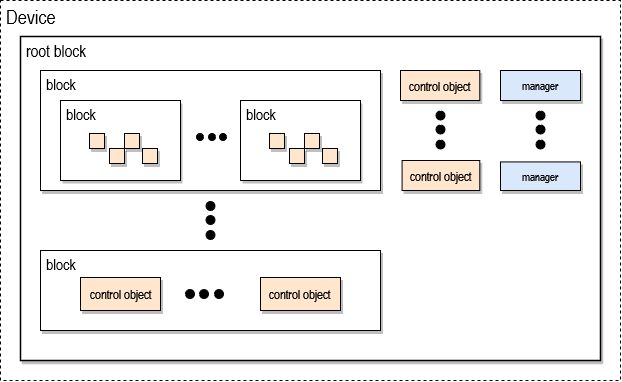 Device
root block
block
block
block
control object
manager
control object
manager
block
control object
control object